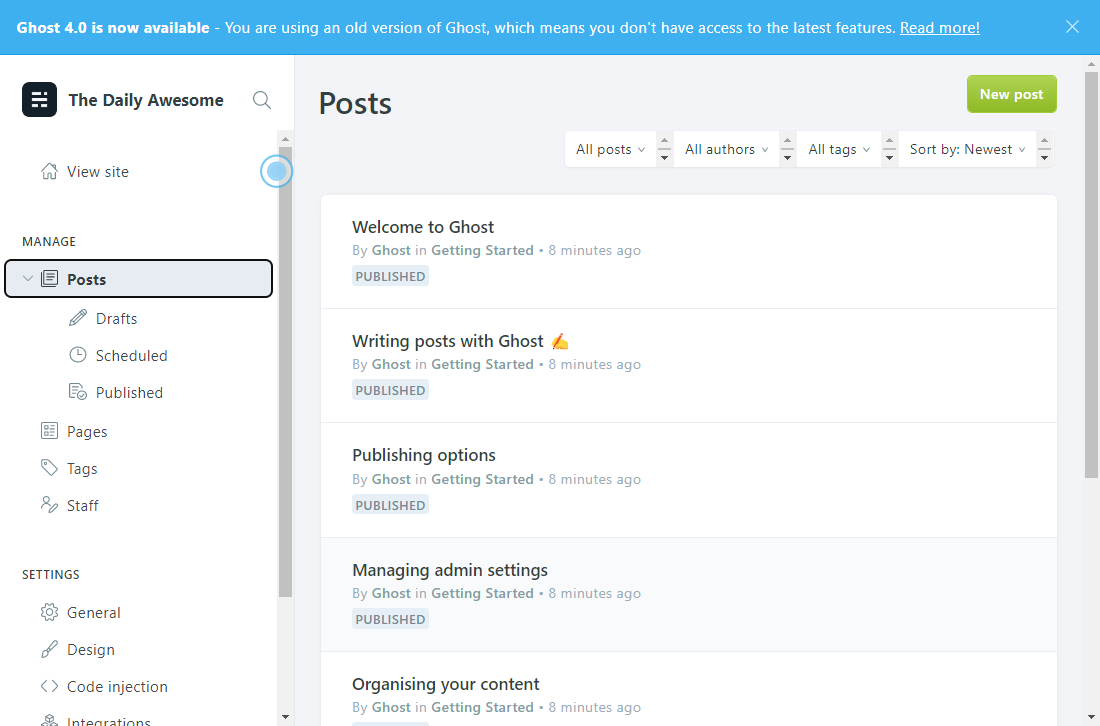 Ghost 4.0 is now available - You are using an old version of Ghost, which means you don't have access to the latest features. Read more!
The Daily Awesome
View site
MANAGE
Posts
Drafts
Scheduled
Published
Pages
Tags
Staff
SETTINGS
General
Design
Code injection
Integrations
Posts
New post
All posts
All authors
All tags
Sort by: Newest
Welcome to Ghost
By Ghost in Getting Started • 8 minutes ago
PUBLISHED
Writing posts with Ghost ✍️
By Ghost in Getting Started • 8 minutes ago
PUBLISHED
Publishing options
By Ghost in Getting Started • 8 minutes ago
PUBLISHED
Managing admin settings
By Ghost in Getting Started • 8 minutes ago
PUBLISHED
Organising your content
By Ghost in Getting Started • 8 minutes ago